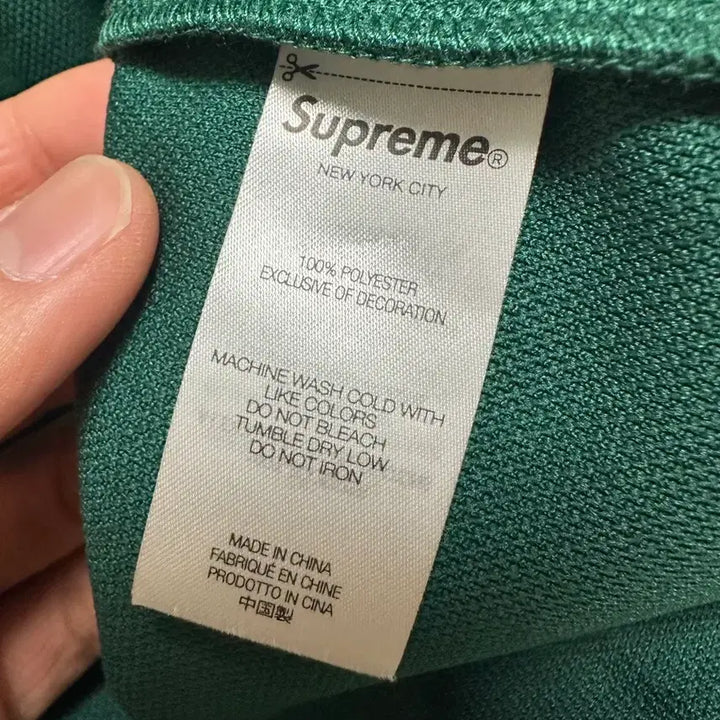 Supreme®
NEW YORK CITY
100% POLYESTER
EXCLUSIVE OF DECORATION
MACHINE WASH COLD WITH
LIKE COLORS
DO NOT BLEACH
TUMBLE DRY LOW
DO NOT IRON
MADE IN CHINA
FABRIQUÉ EN CHINE
PRODOTTO IN CINA
中国製